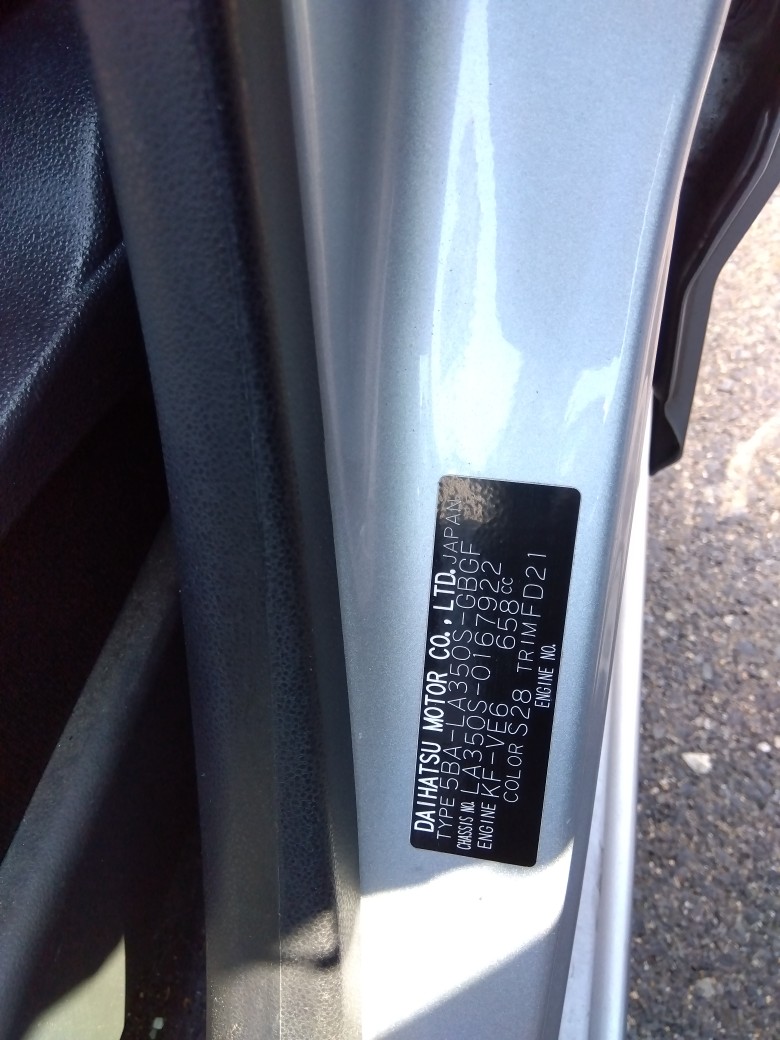 DAIHATSU MOTOR CO., LTD. JAPAN
TYPE 5BA-LA350S-GBGF
CHASSIS NO. LA350S-0167922
ENGINE KF-VE6 658cc
COLOR S28 TRIM FD21
ENGINE NO.